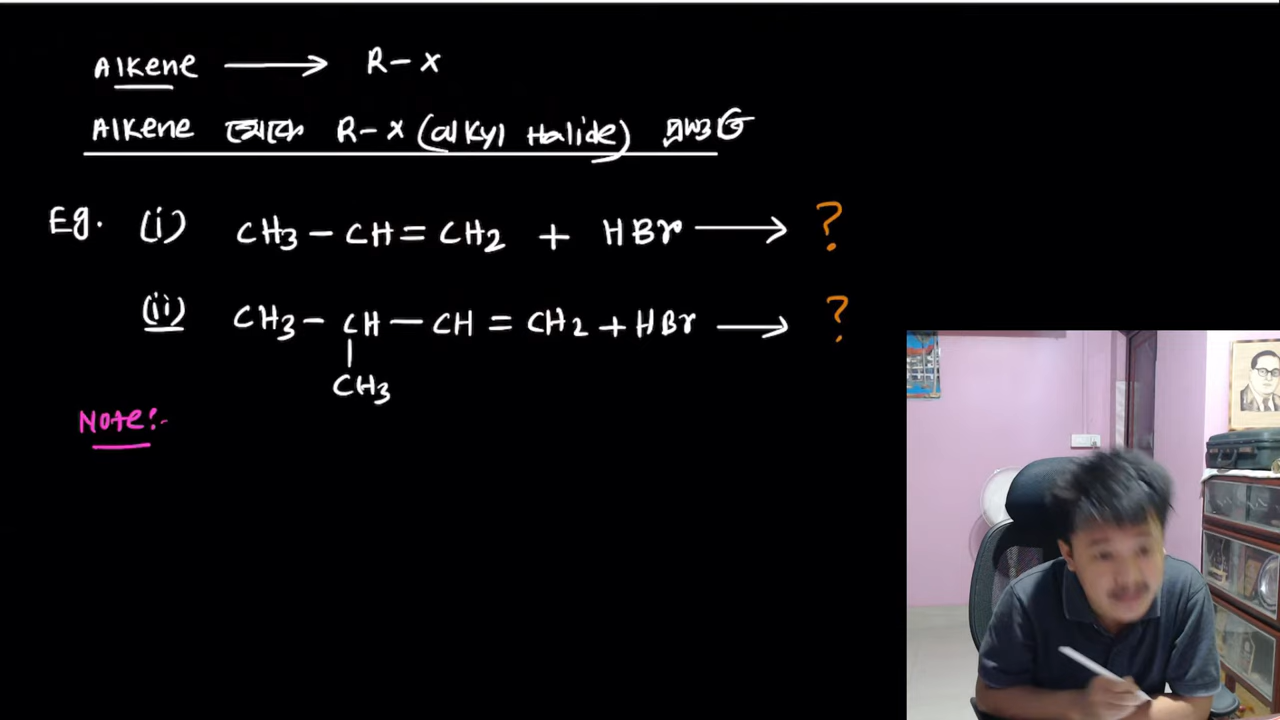 Alkene ⟶ R-X
Alkene থেকে R-X (alkyl Halide) প্রস্তুতি
Eg. (i) CH3 - CH = CH2 + HBr ⟶ ?
(ii) CH3 - CH - CH = CH2 + HBr ⟶ ?
|
CH3
Note:-